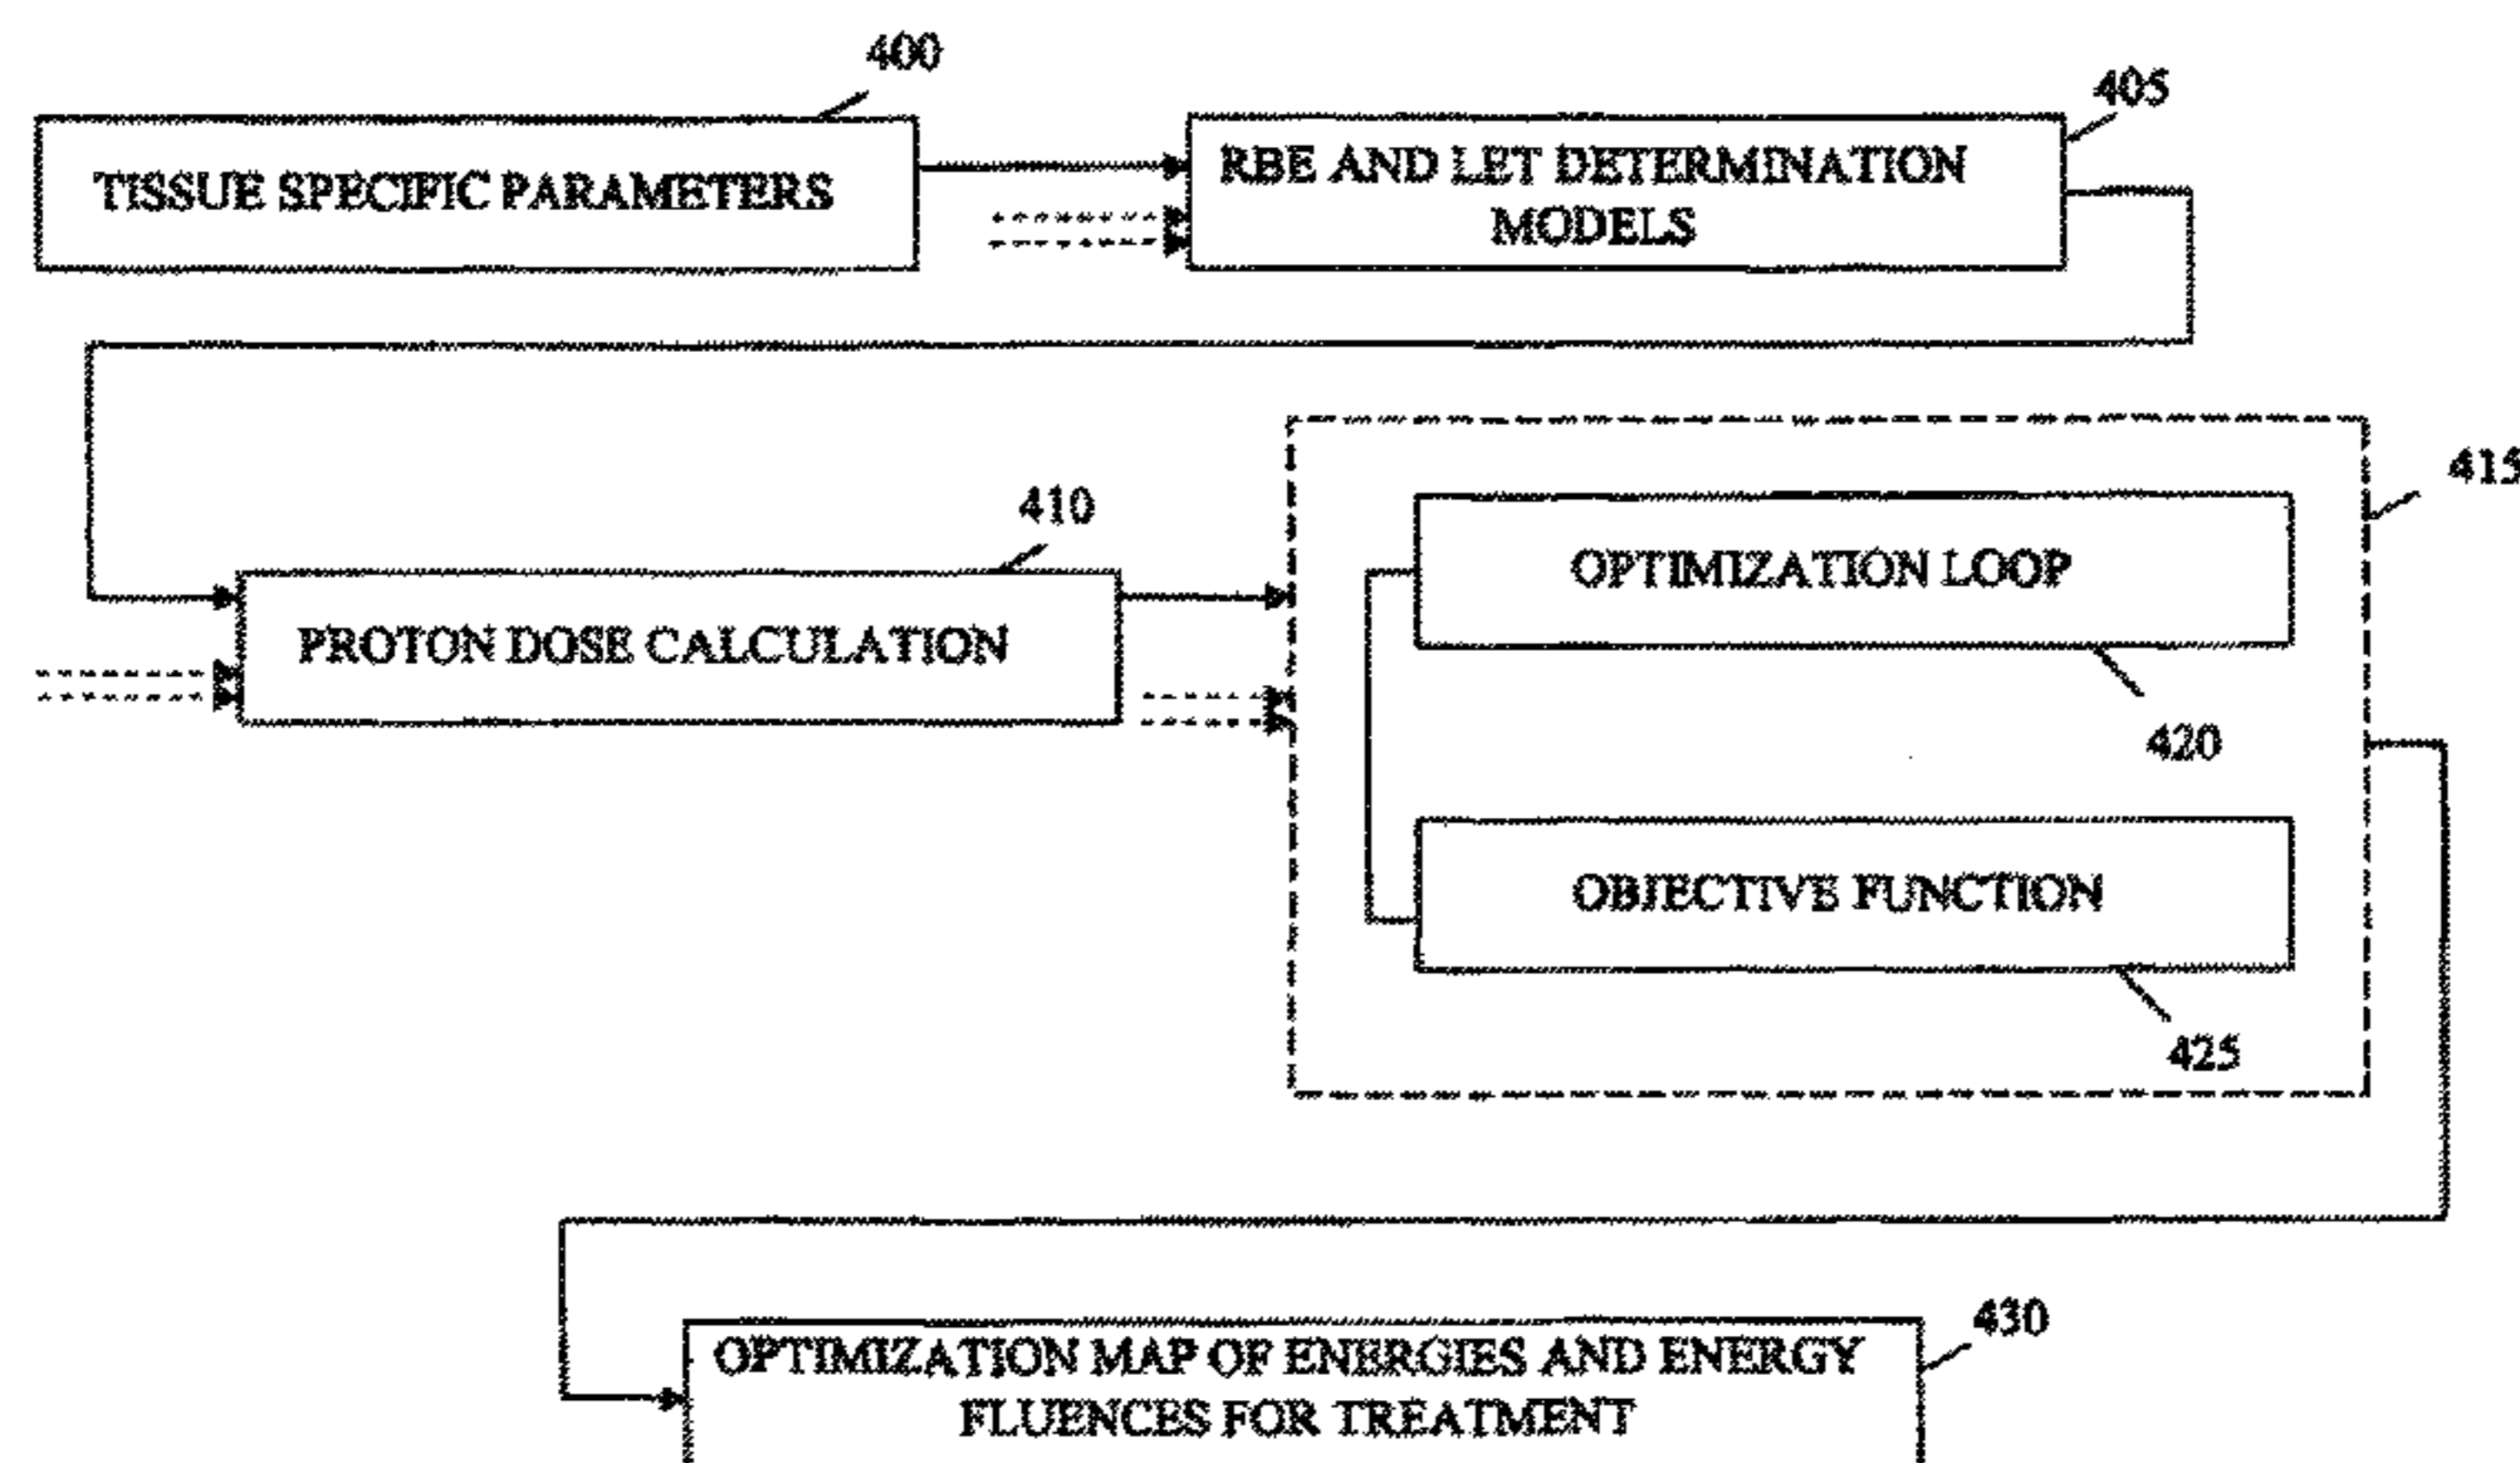 400
405
TISSUE SPECIFIC PARAMETERS
RBE AND LET DETERMINATION
MODELS
415
410
OPTIMIZATION LOOP
PROTON DOSE CALCULATION
420
OBJECTIVE FUNCTION
425
430
OPTIMIZATION MAP OF ENERGIES AND ENERGY
FLUENCES FOR TREATMENT